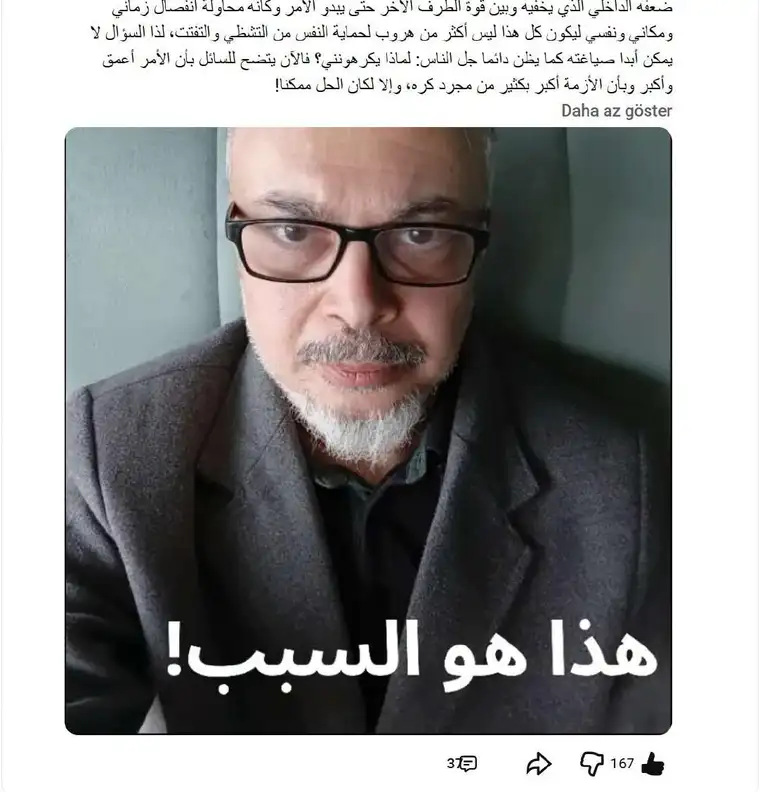 ضعفه الداخلي الذي يخفيه وبين قوة الطرف الآخر حتى يبدو الأمر وكأنه محاولة انفصال زماني
ومكاني ونفسي ليكون كل هذا ليس أكثر من هروب لحماية النفس من التشظي والتفتت، لذا السؤال لا
يمكن أبدا صياغته كما يظن دائما جل الناس: لماذا يكرهونني؟ فالآن يتضح للسائل بأن الأمر أعمق
وأكبر وبأن الأزمة أكبر بكثير من مجرد كره، وإلا لكان الحل ممكنا!
Daha az göster
هذا هو السبب!
167
37